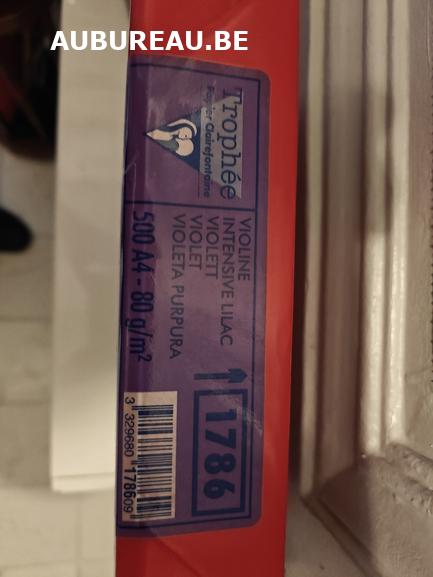 AUBUREAU.BE
Trophée
Papier Clairefontaine
VIOLINE
INTENSIVE LILAC
VIOLETT
VIOLET
VIOLETA PURPURA
500 A4 - 80 g/m²
1786
3 329680 178609